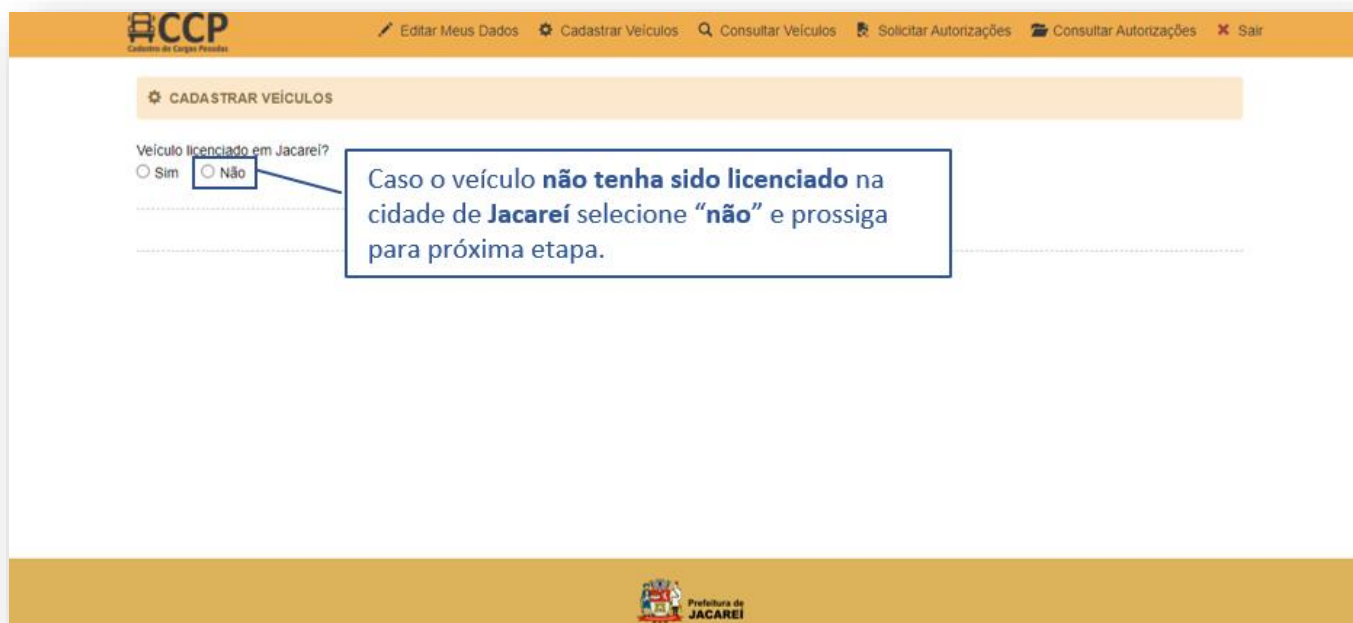 CCP
Cadastro de Cargas Pesadas
Editar Meus Dados Cadastrar Veículos Consultar Veículos Solicitar Autorizações Consultar Autorizações Sair
CADASTRAR VEÍCULOS
Veículo licenciado em Jacareí?
Sim Não
Caso o veículo não tenha sido licenciado na
cidade de Jacareí selecione “não” e prossiga
para próxima etapa.
Prefeitura de
JACAREÍ